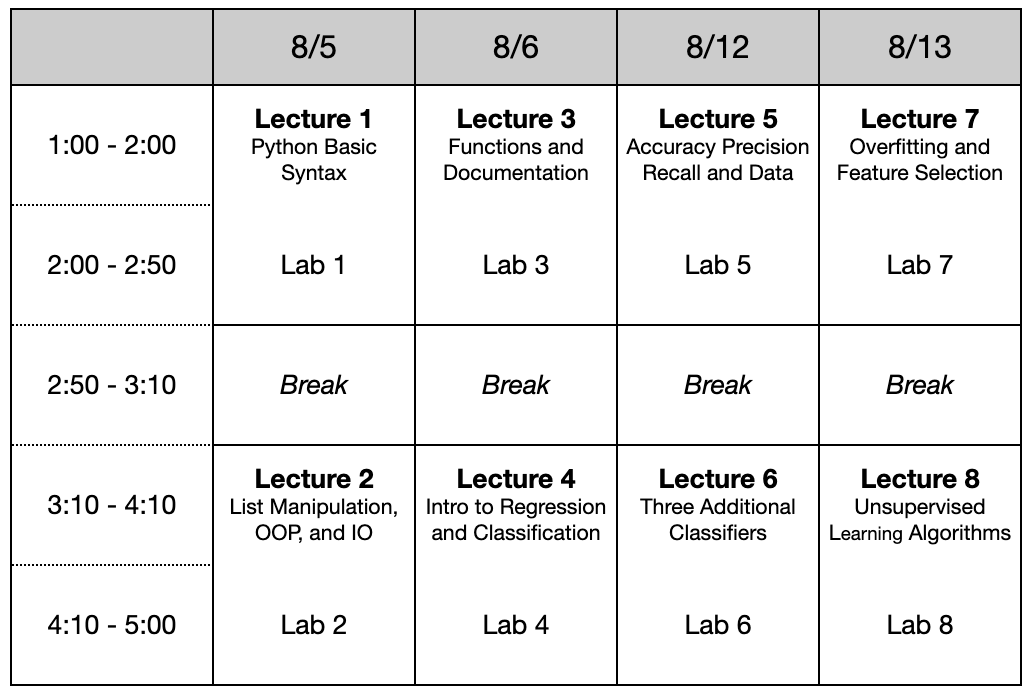 8/5 8/6 8/12 8/13
1:00 - 2:00
Lecture 1
Python Basic
Syntax
Lecture 3
Functions and
Documentation
Lecture 5
Accuracy Precision
Recall and Data
Lecture 7
Overfitting and
Feature Selection
2:00 - 2:50
Lab 1
Lab 3
Lab 5
Lab 7
2:50 - 3:10
Break
Break
Break
Break
3:10 - 4:10
Lecture 2
List Manipulation,
OOP, and IO
Lecture 4
Intro to Regression
and Classification
Lecture 6
Three Additional
Classifiers
Lecture 8
Unsupervised
Learning Algorithms
4:10 - 5:00
Lab 2
Lab 4
Lab 6
Lab 8